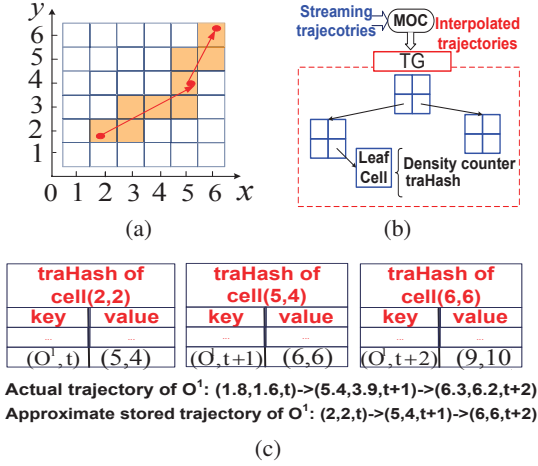 (a)
y
6
5
4
3
2
1
0 1 2 3 4 5 6 x
(b)
Streaming
trajecotries
MOC
Interpolated
trajectories
TG
Leaf
Cell
Density counter
traHash
(a)
(b)
traHash of
cell(2,2)
key value
... ...
(O¹,t) (5,4)
traHash of
cell(5,4)
key value
... ...
(O¹,t+1) (6,6)
traHash of
cell(6,6)
key value
... ...
(O¹,t+2) (9,10
Actual trajectory of O¹: (1.8,1.6,t)->(5.4,3.9,t+1)->(6.3,6.2,t+2)
Approximate stored trajectory of O¹: (2,2,t)->(5,4,t+1)->(6,6,t+2)
(c)